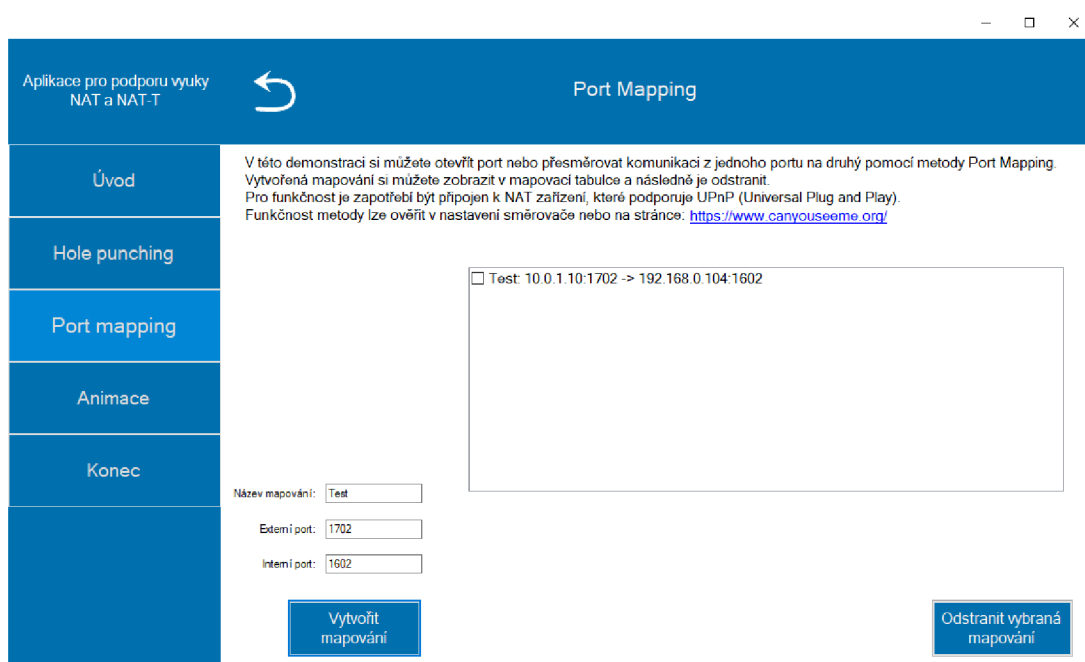 Aplikace pro podporu vyuky
NAT a NAT-T
Port Mapping
Úvod
Hole punching
Port mapping
Animace
Konec
V této demonstraci si můžete otevřít port nebo přesměrovat komunikaci z jednoho portu na druhý pomocí metody Port Mapping.
Vytvořená mapování si můžete zobrazit v mapovací tabulce a následně je odstranit.
Pro funkčnost je zapotřebí být připojen k NAT zařízení, které podporuje UPnP (Universal Plug and Play).
Funkčnost metody lze ověřit v nastavení směrovače nebo na stránce: https://www.canyouseeme.org/
Test: 10.0.1.10:1702 -> 192.168.0.104:1602
Název mapování: Test
Externí port: 1702
Interní port: 1602
Vytvořit
mapování
Odstranit vybraná
mapování